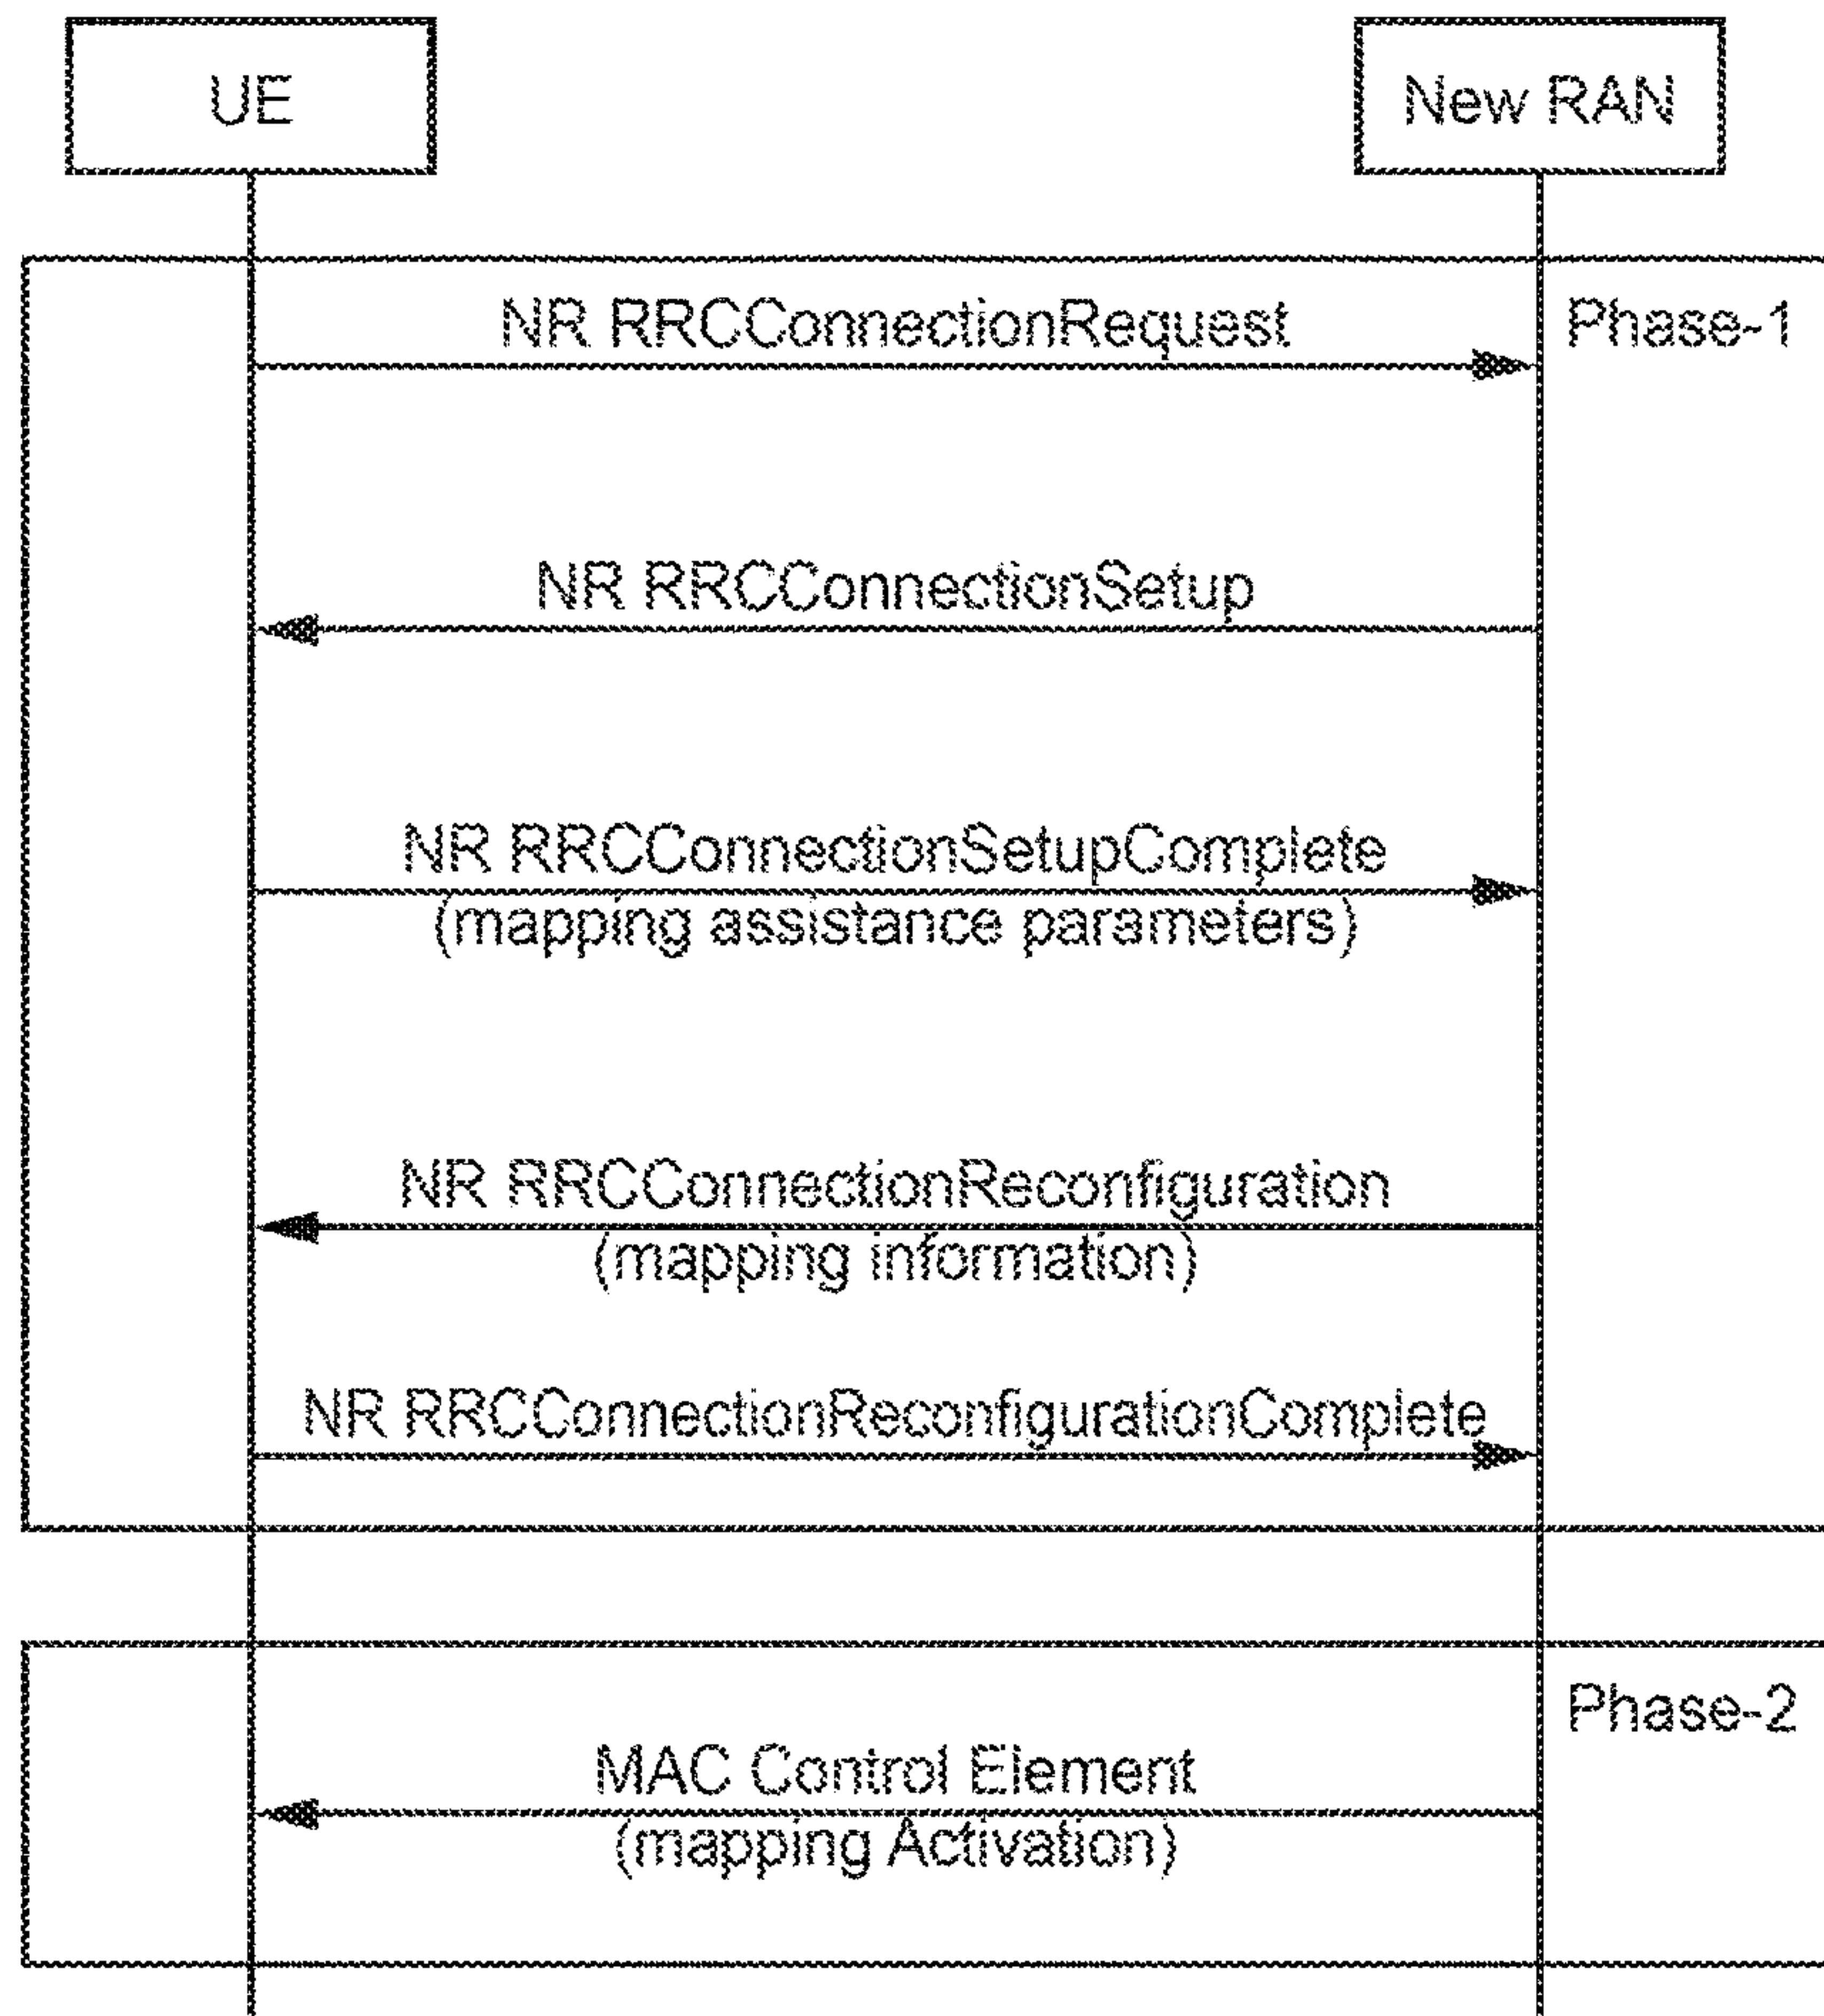 UE
New RAN
NR RRCConnectionRequest
Phase-1
NR RRCConnectionSetup
NR RRCConnectionSetupComplete
(mapping assistance parameters)
NR RRCConnectionReconfiguration
(mapping information)
NR RRCConnectionReconfigurationComplete
Phase-2
MAC Control Element
(mapping Activation)